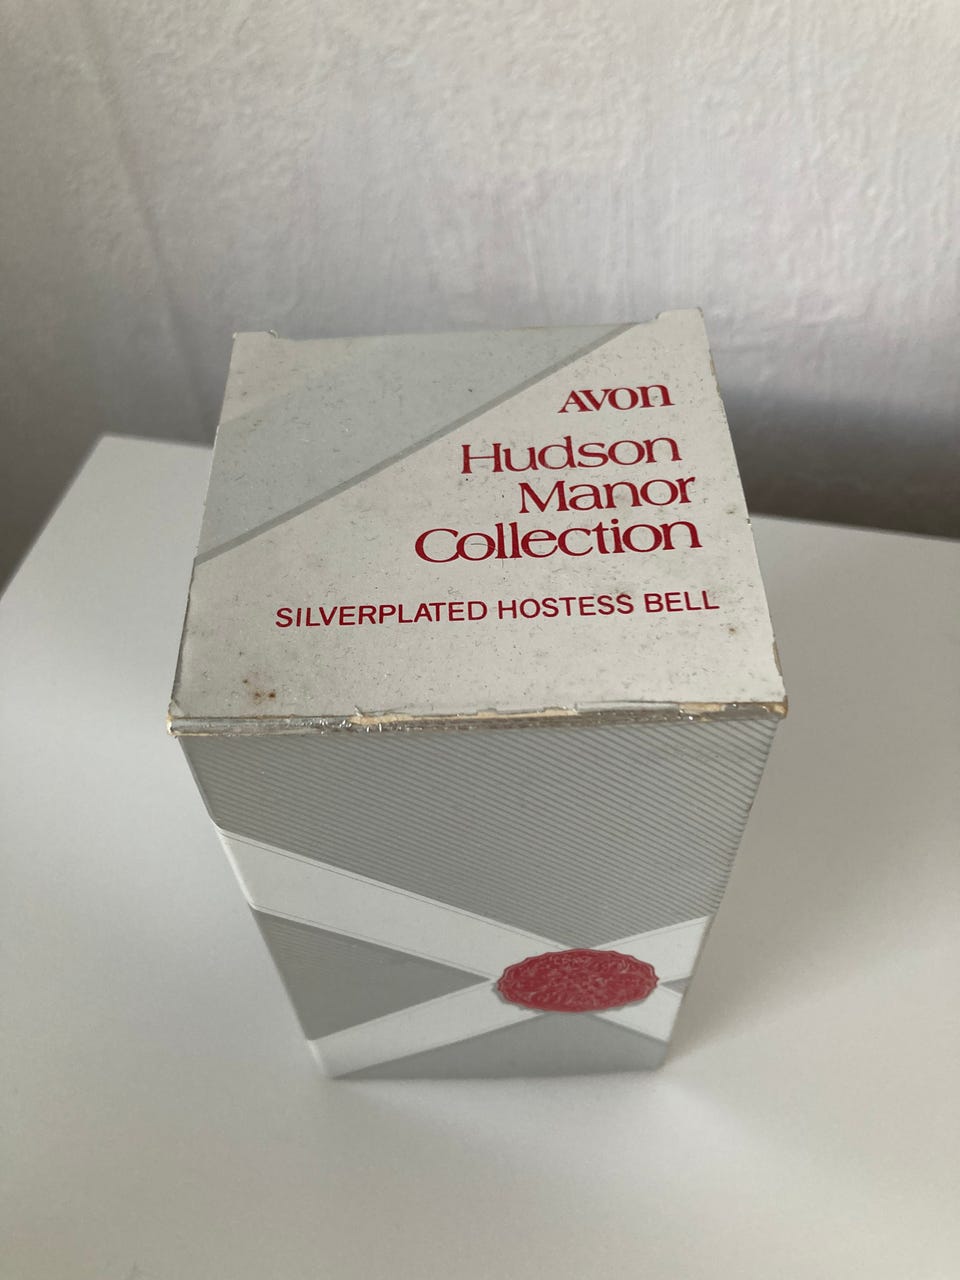 AVON
Hudson
Manor
Collection
SILVERPLATED HOSTESS BELL